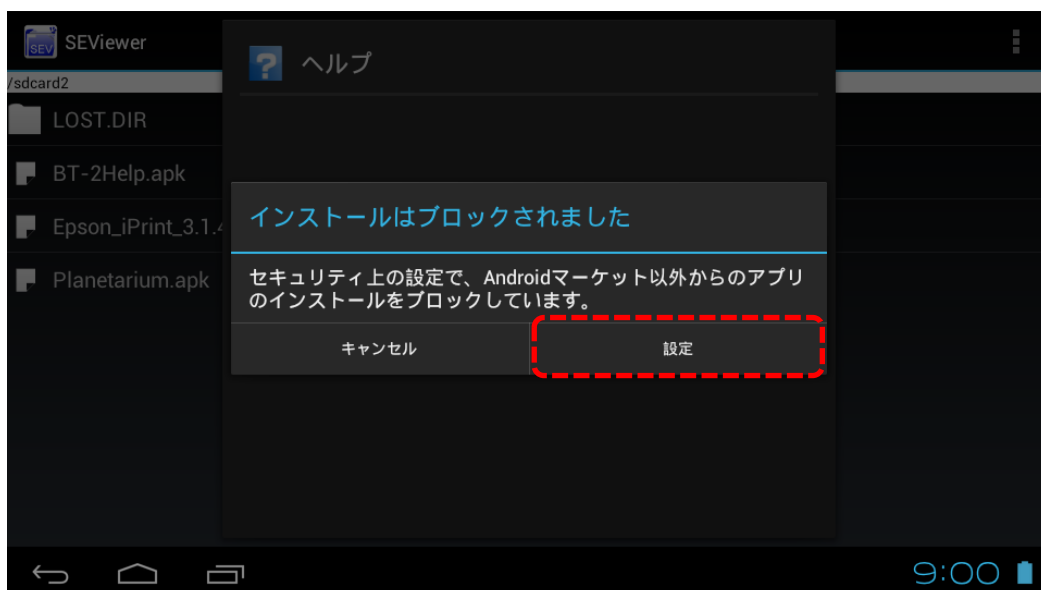 SEViewer
SEV
ヘルプ
/sdcard2
LOST.DIR
BT-2Help.apk
Epson_iPrint_3.1.4
Planetarium.apk
インストールはブロックされました
セキュリティ上の設定で、Androidマーケット以外からのアプリ
のインストールをブロックしています。
キャンセル
設定
9:00